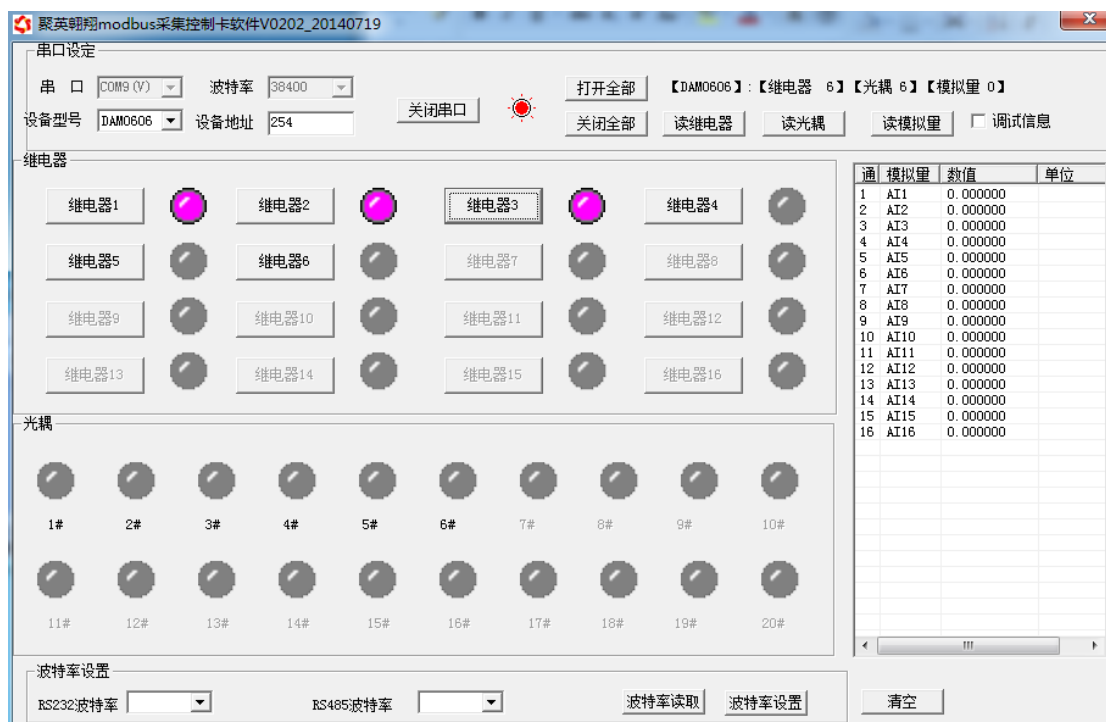 聚英翱翔modbus采集控制卡软件V0202_20140719
串口设定
串 口 COM9(V) 波特率 38400 关闭串口 打开全部 【DAM0606】:【继电器 6】【光耦 6】【模拟量 0】
设备型号 DAM0606 设备地址 254 关闭全部 读继电器 读光耦 读模拟量 调试信息
继电器
继电器1 继电器2 继电器3 继电器4
继电器5 继电器6 继电器7 继电器8
继电器9 继电器10 继电器11 继电器12
继电器13 继电器14 继电器15 继电器16
通 模拟量 数值 单位
1 AI1 0.000000
2 AI2 0.000000
3 AI3 0.000000
4 AI4 0.000000
5 AI5 0.000000
6 AI6 0.000000
7 AI7 0.000000
8 AI8 0.000000
9 AI9 0.000000
10 AI10 0.000000
11 AI11 0.000000
12 AI12 0.000000
13 AI13 0.000000
14 AI14 0.000000
15 AI15 0.000000
16 AI16 0.000000
光耦
1# 2# 3# 4# 5# 6# 7# 8# 9# 10#
11# 12# 13# 14# 15# 16# 17# 18# 19# 20#
波特率设置
RS232波特率 RS485波特率 波特率读取 波特率设置 清空